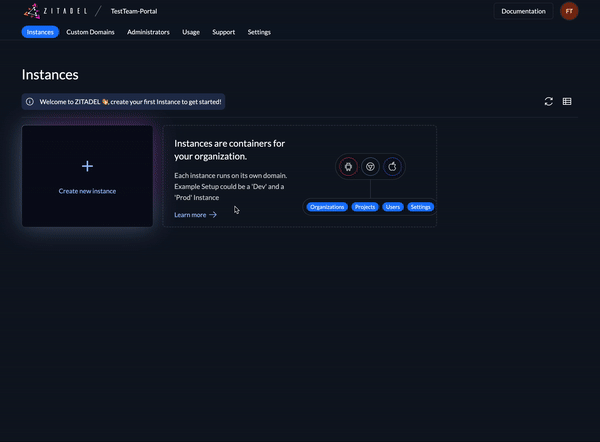 ZITADEL / TestTeam-Portal Documentation FT
Instances Custom Domains Administrators Usage Support Settings
Instances
Welcome to ZITADEL 👋, create your first Instance to get started!
Create new instance
Instances are containers for
your organization.
Each instance runs on its own domain.
Example Setup could be a 'Dev' and a
'Prod' Instance
Learn more
Organizations Projects Users Settings